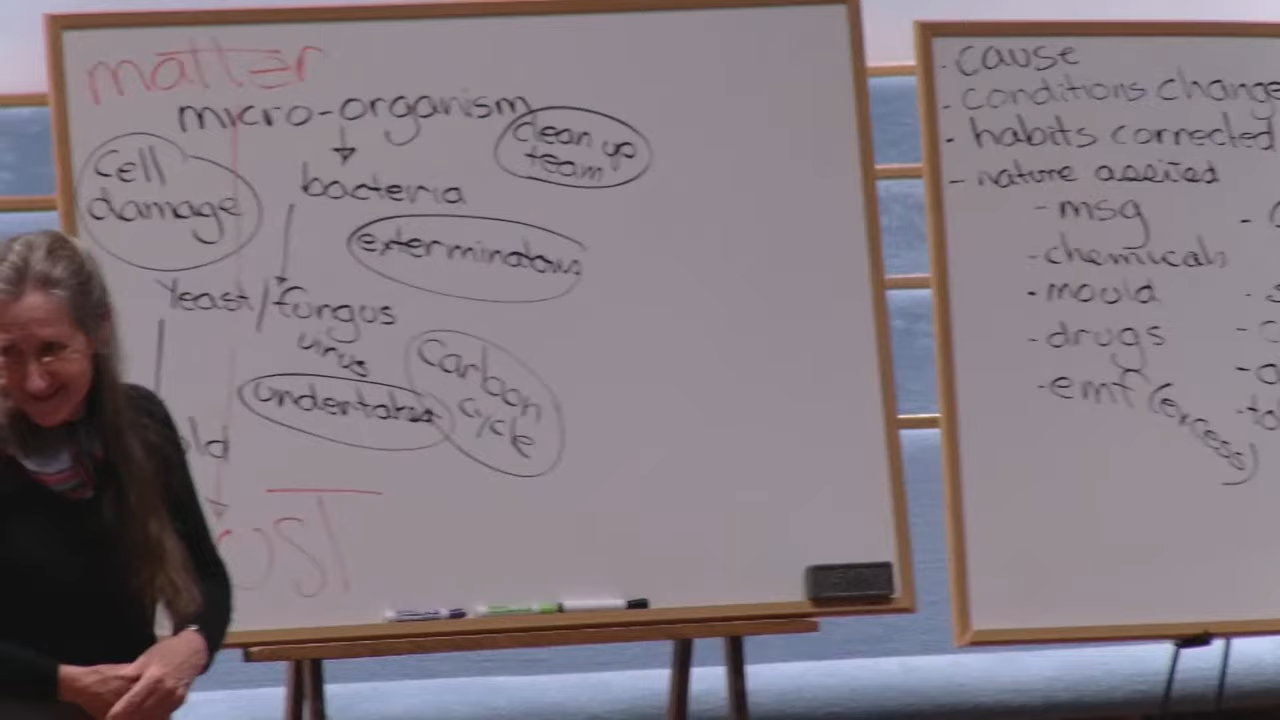 matter
micro-organism
clean up
team
Cell
damage
bacteria
exterminators
Yeast/fungus
virus
Carbon
cycle
undertaker
- cause
- conditions change
- habits corrected
- nature assisted
- msg
- chemicals
- mould
- drugs
- emf (excess)